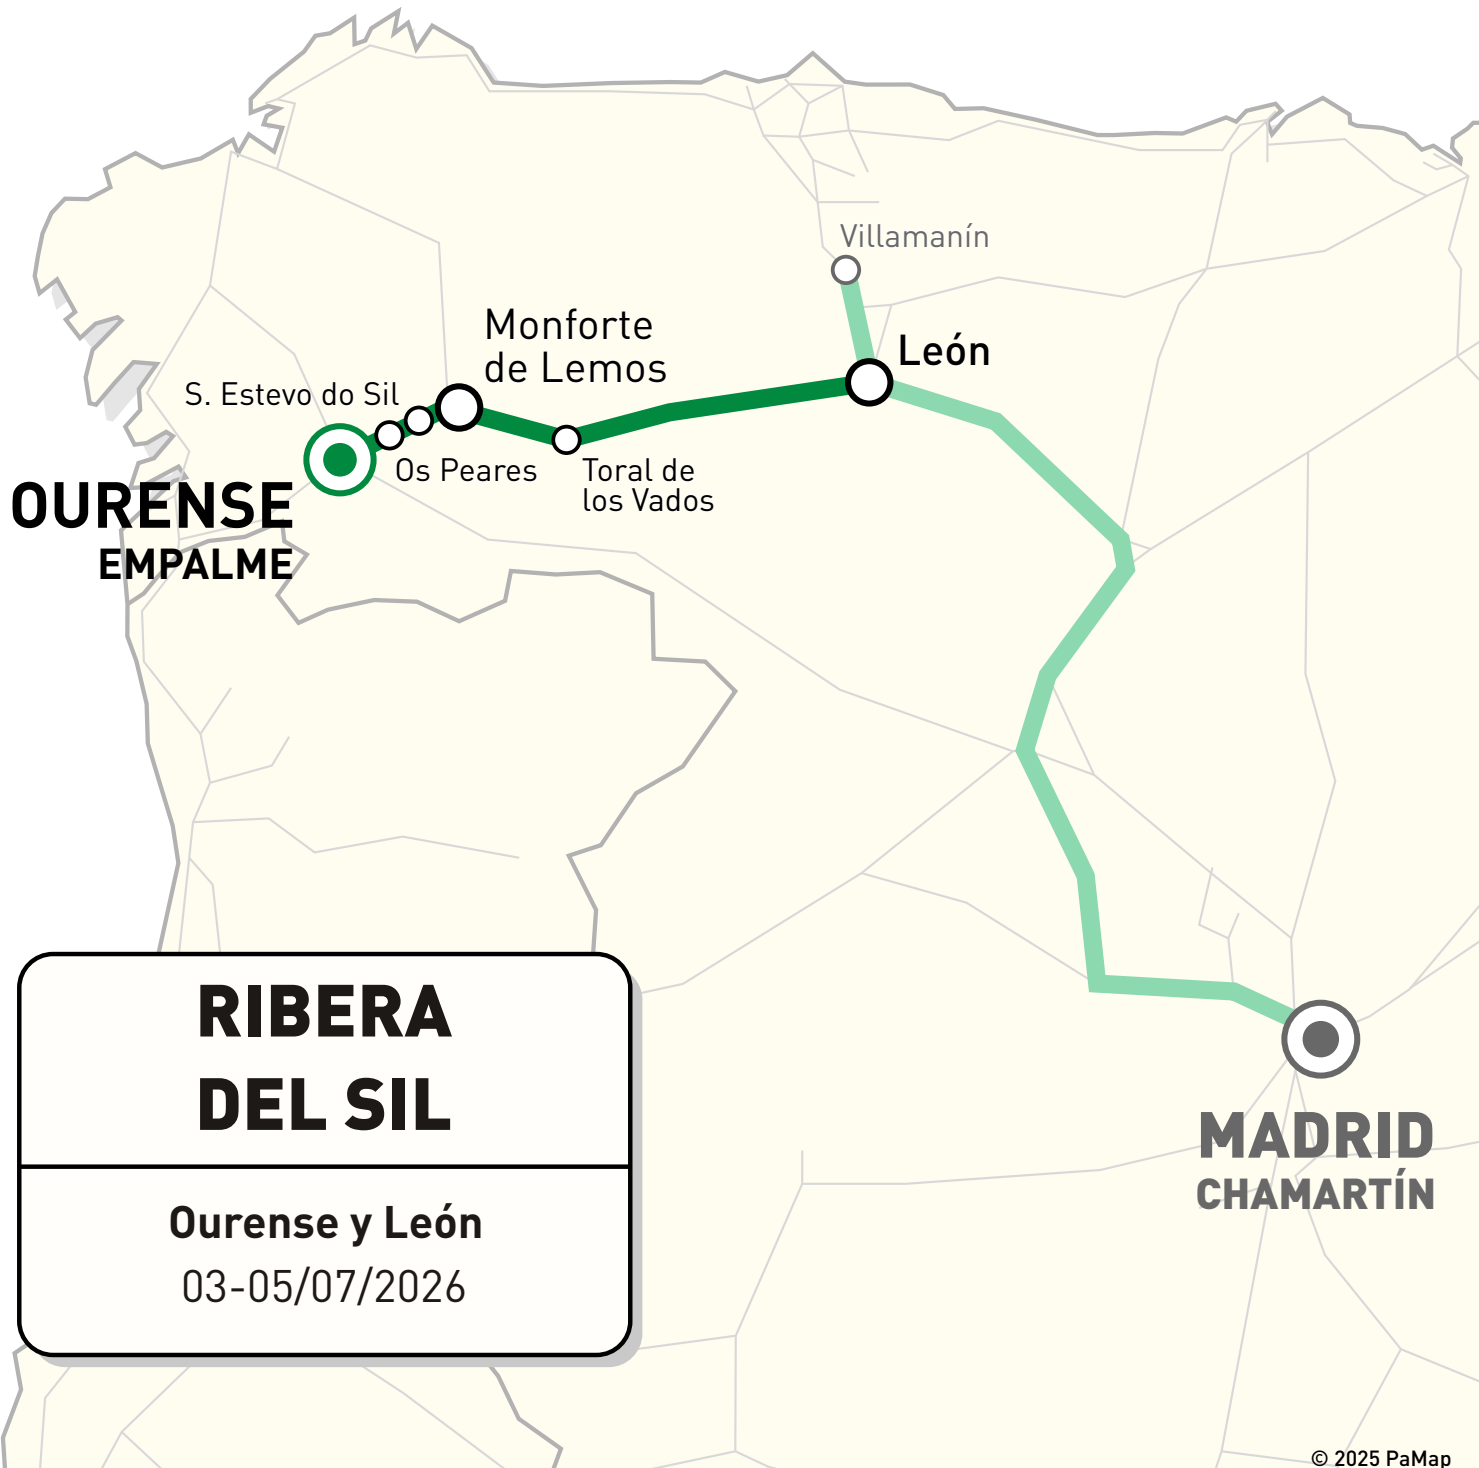 Villamanín
León
Monforte
de Lemos
S. Estevo do Sil
Os Peares
Toral de
los Vados
OURENSE
EMPALME
RIBERA
DEL SIL
Ourense y León
03-05/07/2026
MADRID
CHAMARTÍN
© 2025 PaMap